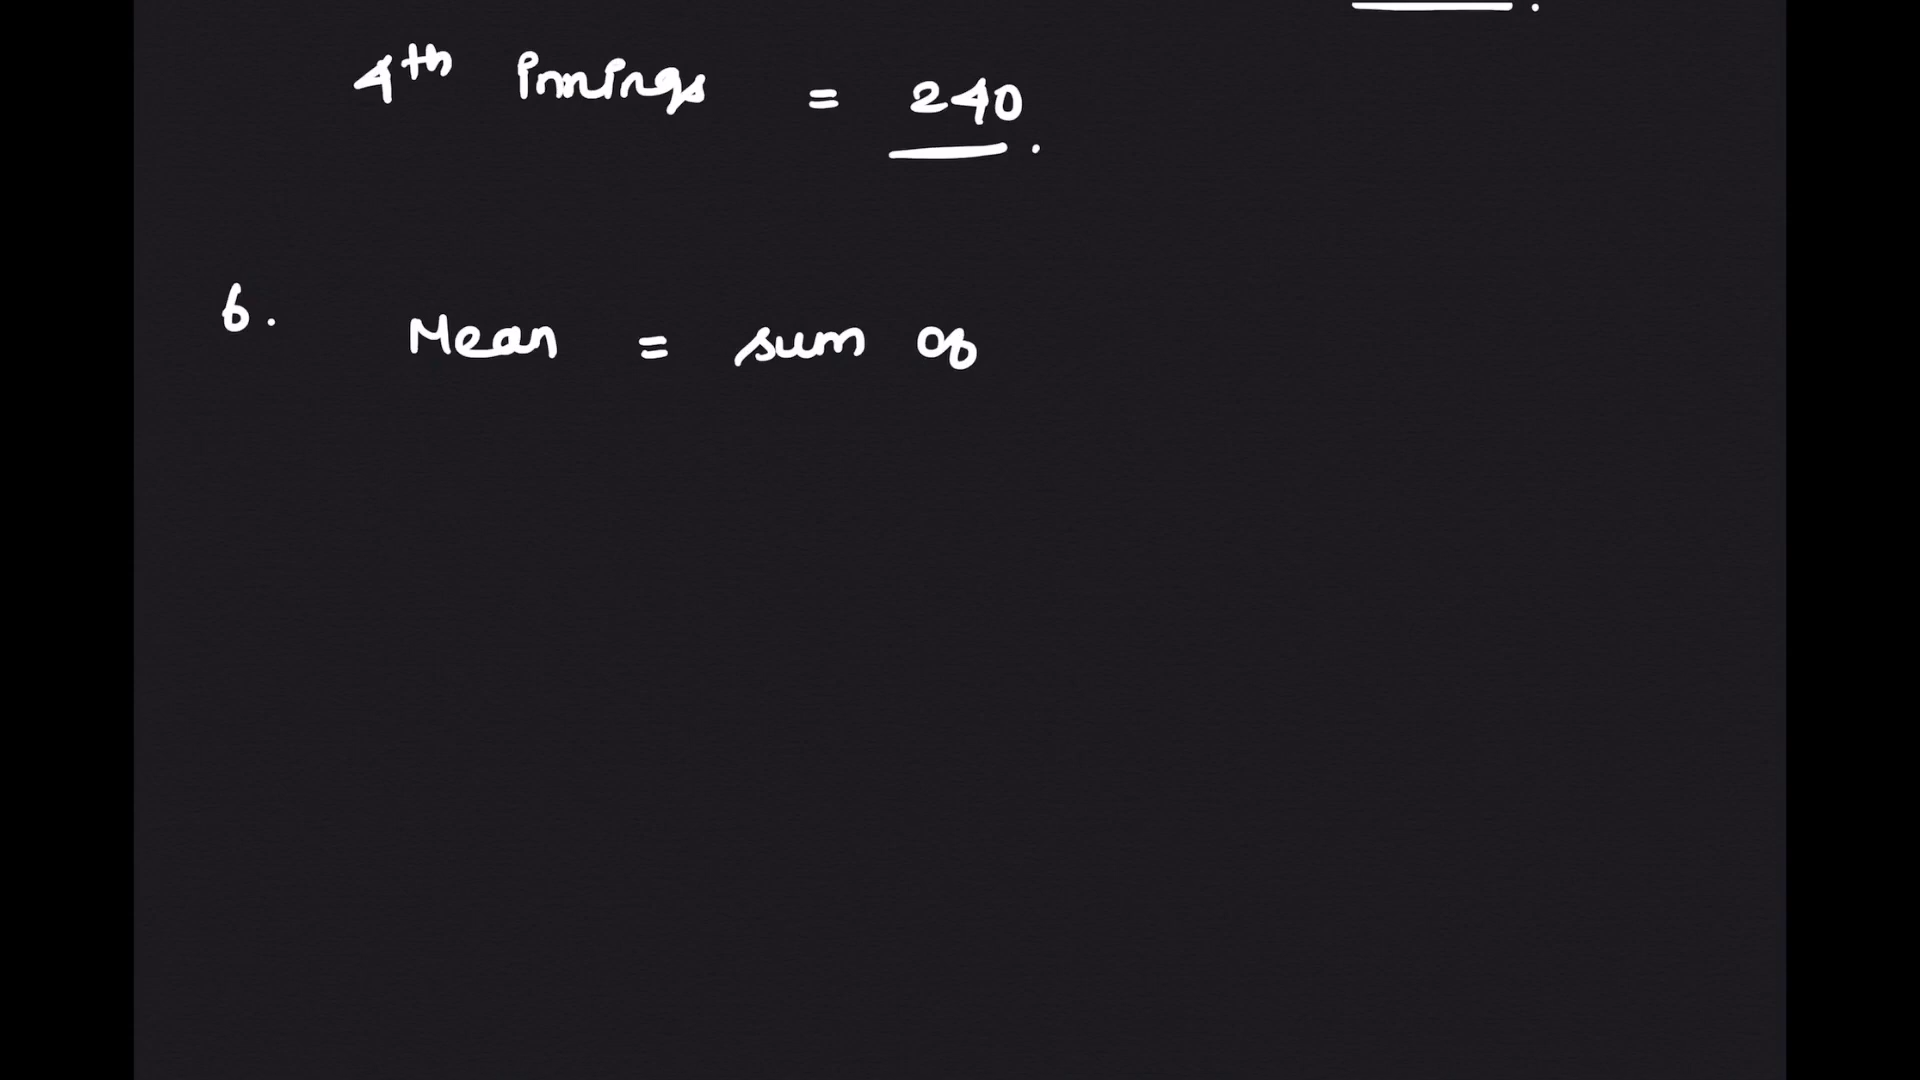 4th innings = 240.
6. Mean = sum of